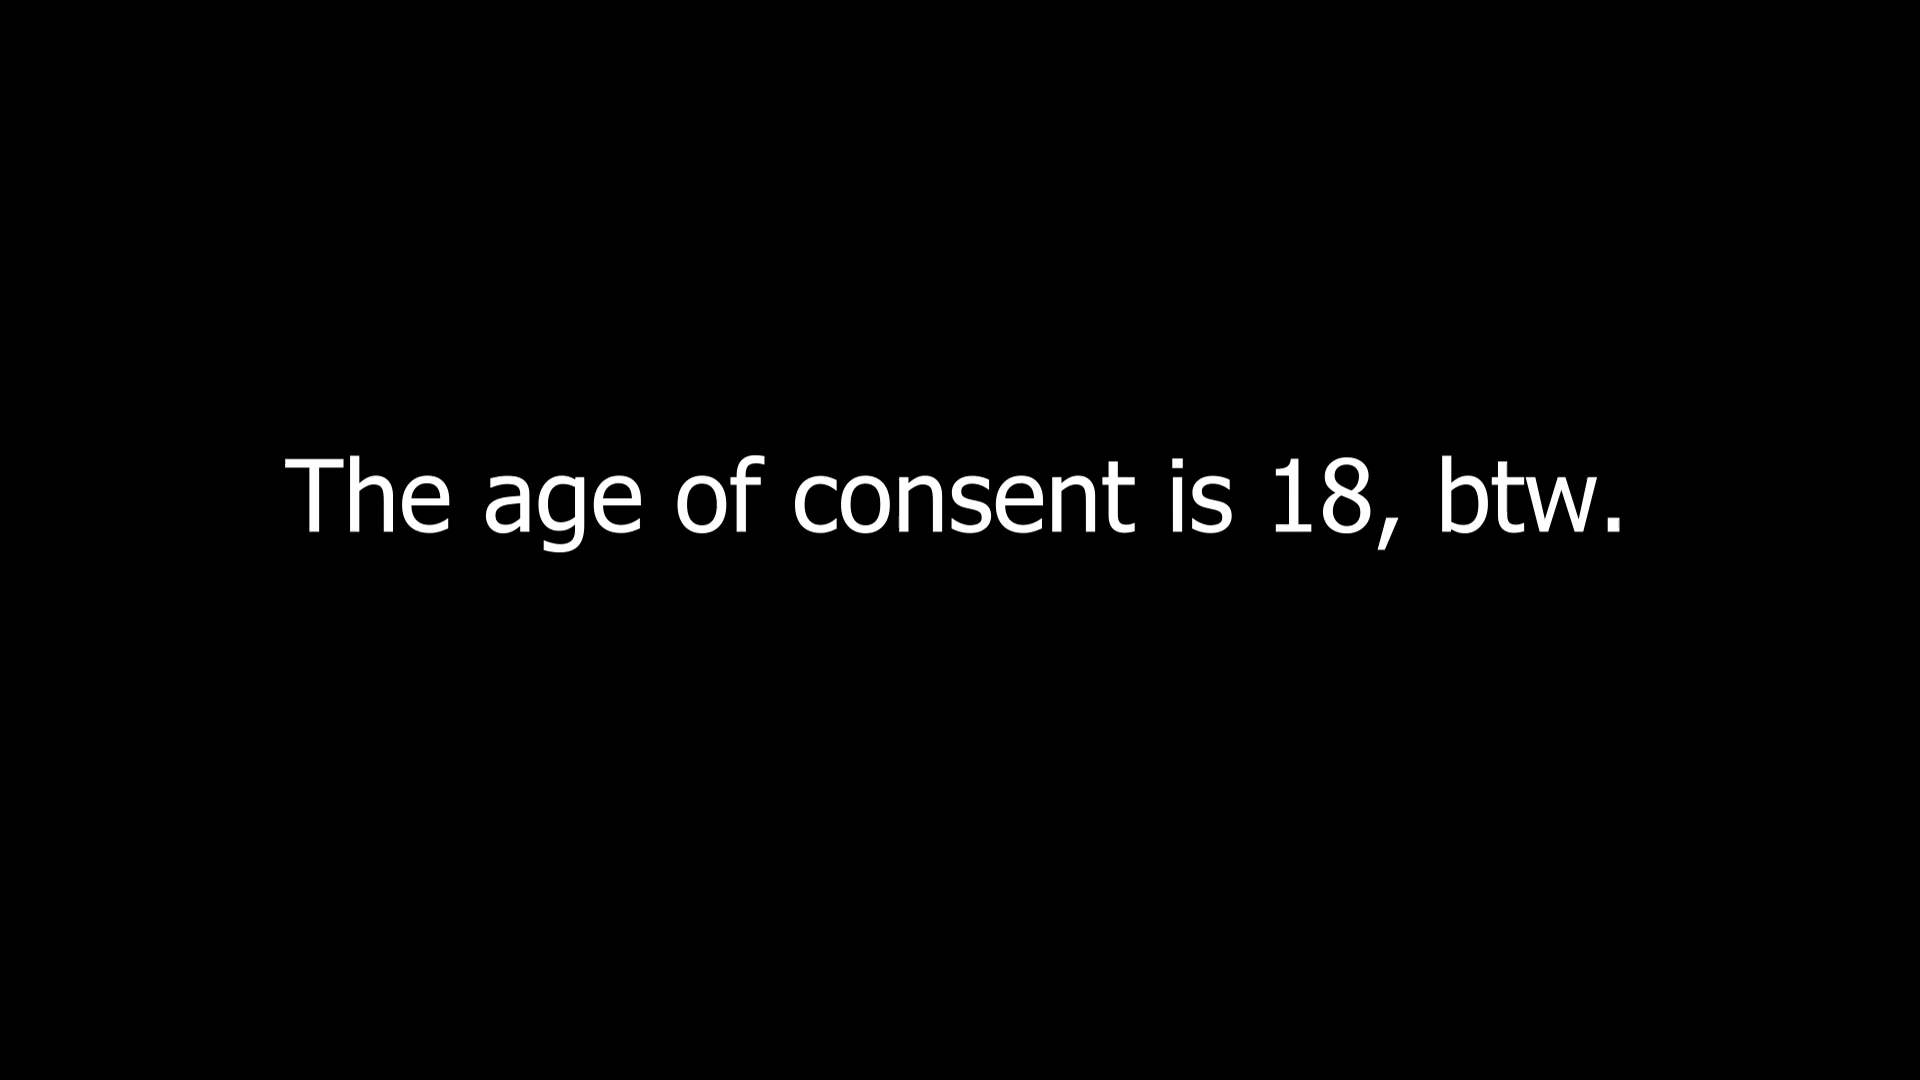 The age of consent is 18, btw.